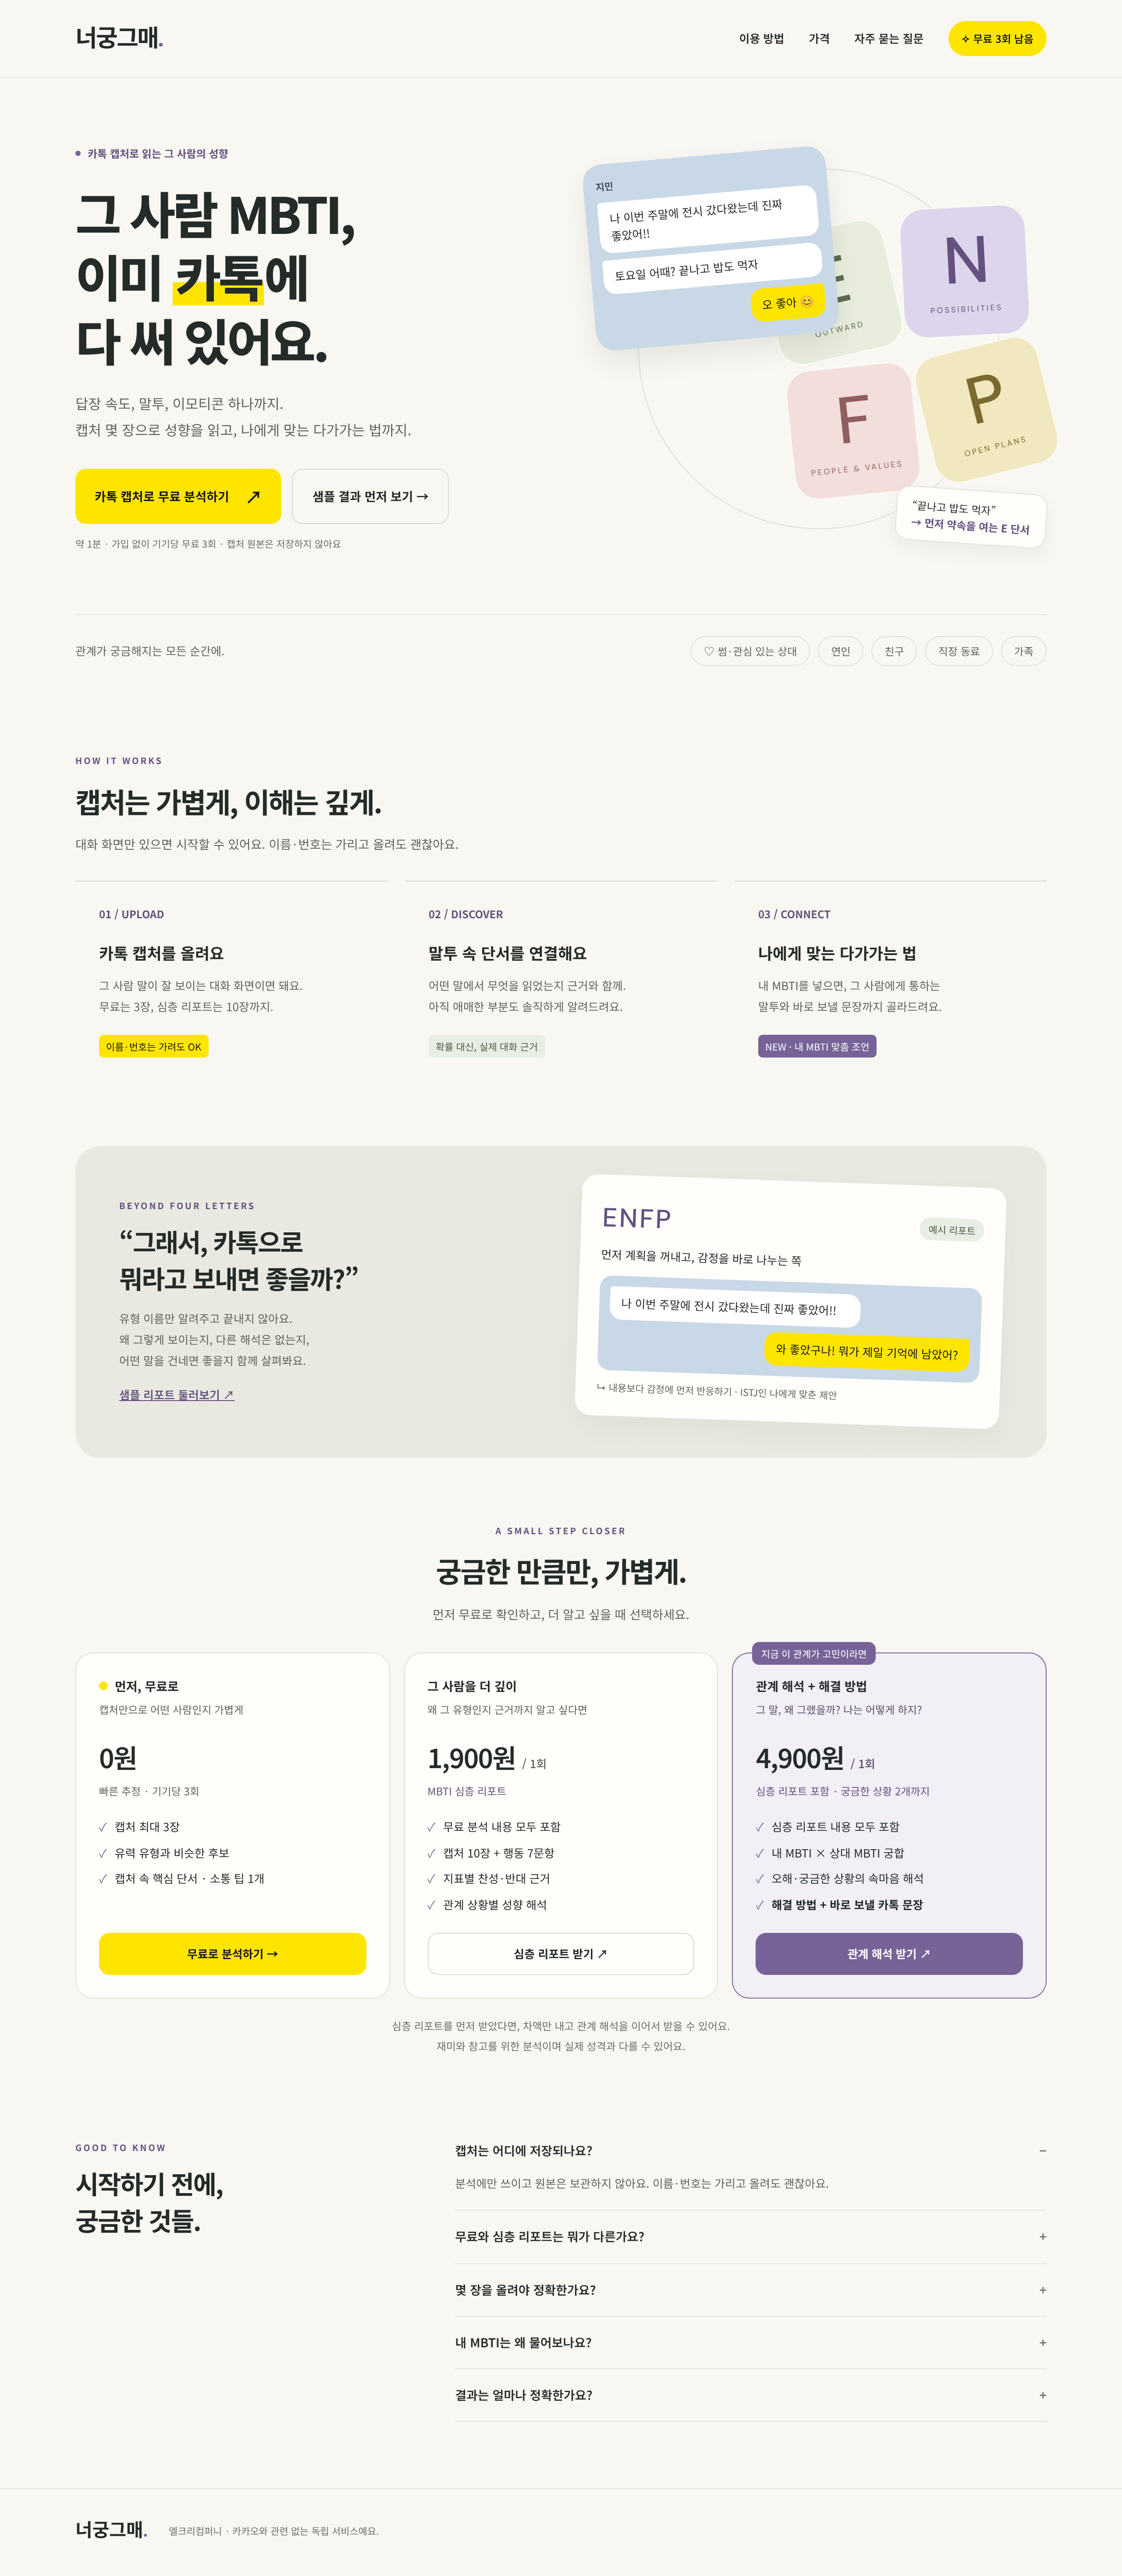 너궁그매.
이용 방법
가격
자주 묻는 질문
✧ 무료 3회 남음
카톡 캡처로 읽는 그 사람의 성향
그 사람 MBTI,
이미 카톡에
다 써 있어요.
답장 속도, 말투, 이모티콘 하나까지.
캡처 몇 장으로 성향을 읽고, 나에게 맞는 다가가는 법까지.
카톡 캡처로 무료 분석하기 ↗
샘플 결과 먼저 보기 →
약 1분 · 가입 없이 기기당 무료 3회 · 캡처 원본은 저장하지 않아요
지민
나 이번 주말에 전시 갔다왔는데 진짜
좋았어!!
토요일 어때? 끝나고 밥도 먹자
오 좋아 😊
E
OUTWARD
N
POSSIBILITIES
F
PEOPLE & VALUES
P
OPEN PLANS
“끝나고 밥도 먹자”
→ 먼저 약속을 여는 E 단서
관계가 궁금해지는 모든 순간에.
♡ 썸·관심 있는 상대
연인
친구
직장 동료
가족
HOW IT WORKS
캡처는 가볍게, 이해는 깊게.
대화 화면만 있으면 시작할 수 있어요. 이름·번호는 가리고 올려도 괜찮아요.
01 / UPLOAD
카톡 캡처를 올려요
그 사람 말이 잘 보이는 대화 화면이면 돼요.
무료는 3장, 심층 리포트는 10장까지.
이름·번호는 가려도 OK
02 / DISCOVER
말투 속 단서를 연결해요
어떤 말에서 무엇을 읽었는지 근거와 함께.
아직 애매한 부분도 솔직하게 알려드려요.
확률 대신, 실제 대화 근거
03 / CONNECT
나에게 맞는 다가가는 법
내 MBTI를 넣으면, 그 사람에게 통하는
말투와 바로 보낼 문장까지 골라드려요.
NEW · 내 MBTI 맞춤 조언
BEYOND FOUR LETTERS
“그래서, 카톡으로
뭐라고 보내면 좋을까?”
유형 이름만 알려주고 끝내지 않아요.
왜 그렇게 보이는지, 다른 해석은 없는지,
어떤 말을 건네면 좋을지 함께 살펴봐요.
샘플 리포트 둘러보기 ↗
ENFP
예시 리포트
먼저 계획을 꺼내고, 감정을 바로 나누는 쪽
나 이번 주말에 전시 갔다왔는데 진짜 좋았어!!
와 좋았구나! 뭐가 제일 기억에 남았어?
↳ 내용보다 감정에 먼저 반응하기 · ISTJ인 나에게 맞춘 제안
A SMALL STEP CLOSER
궁금한 만큼만, 가볍게.
먼저 무료로 확인하고, 더 알고 싶을 때 선택하세요.
먼저, 무료로
캡처만으로 어떤 사람인지 가볍게
0원
빠른 추정 · 기기당 3회
✓ 캡처 최대 3장
✓ 유력 유형과 비슷한 후보
✓ 캡처 속 핵심 단서 · 소통 팁 1개
무료로 분석하기 →
그 사람을 더 깊이
왜 그 유형인지 근거까지 알고 싶다면
1,900원 / 1회
MBTI 심층 리포트
✓ 무료 분석 내용 모두 포함
✓ 캡처 10장 + 행동 7문항
✓ 지표별 찬성·반대 근거
✓ 관계 상황별 성향 해석
심층 리포트 받기 ↗
지금 이 관계가 고민이라면
관계 해석 + 해결 방법
그 말, 왜 그랬을까? 나는 어떻게 하지?
4,900원 / 1회
심층 리포트 포함 · 궁금한 상황 2개까지
✓ 심층 리포트 내용 모두 포함
✓ 내 MBTI × 상대 MBTI 궁합
✓ 오해·궁금한 상황의 속마음 해석
✓ 해결 방법 + 바로 보낼 카톡 문장
관계 해석 받기 ↗
심층 리포트를 먼저 받았다면, 차액만 내고 관계 해석을 이어서 받을 수 있어요.
재미와 참고를 위한 분석이며 실제 성격과 다를 수 있어요.
GOOD TO KNOW
시작하기 전에,
궁금한 것들.
캡처는 어디에 저장되나요? −
분석에만 쓰이고 원본은 보관하지 않아요. 이름·번호는 가리고 올려도 괜찮아요.
무료와 심층 리포트는 뭐가 다른가요? +
몇 장을 올려야 정확한가요? +
내 MBTI는 왜 물어보나요? +
결과는 얼마나 정확한가요? +
너궁그매.
엘크리컴퍼니 · 카카오와 관련 없는 독립 서비스예요.